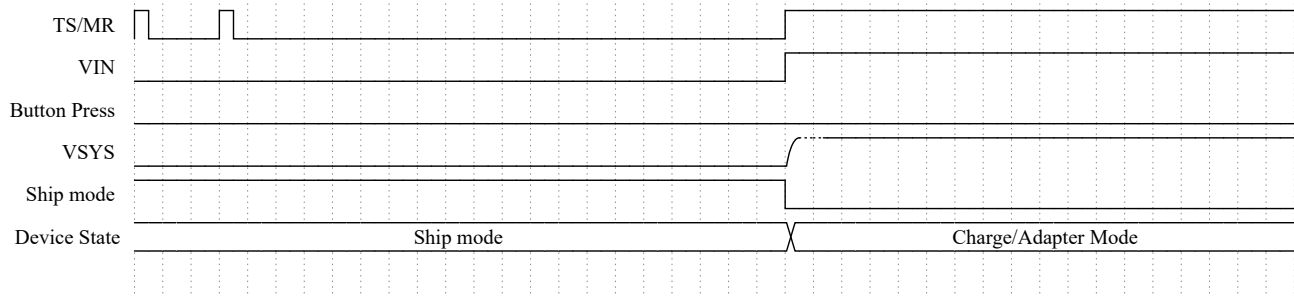 TS/MR
VIN
Button Press
VSYS
Ship mode
Device State Ship mode Charge/Adapter Mode